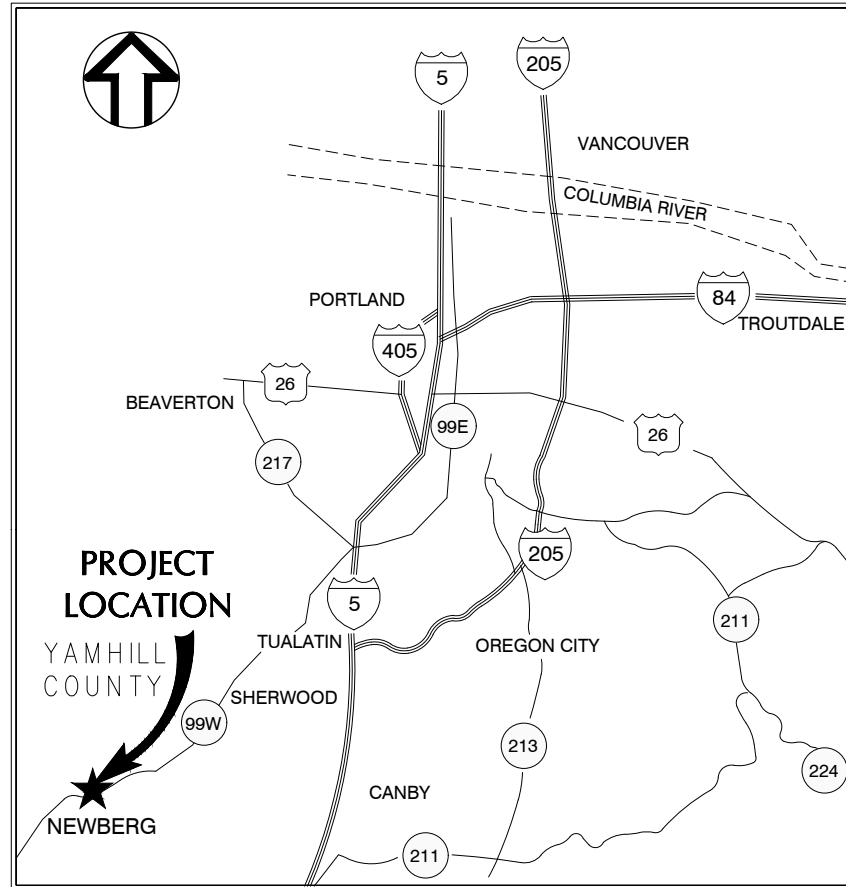 5
205
VANCOUVER
COLUMBIA RIVER
PORTLAND
84
TROUTDALE
405
26
BEAVERTON
99E
26
217
PROJECT
LOCATION
205
5
211
YAMHILL
COUNTY
TUALATIN
OREGON CITY
SHERWOOD
99W
213
224
CANBY
NEWBERG
211